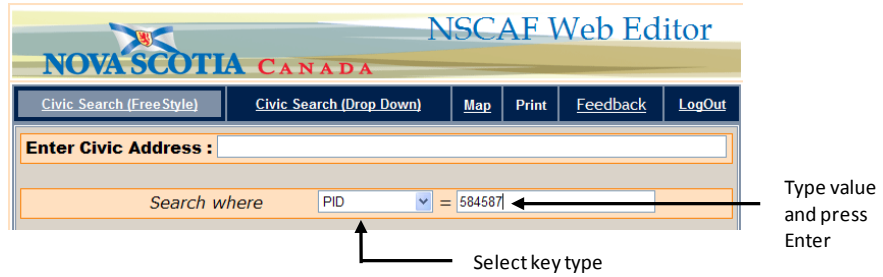 NSCAF Web Editor
NOVA SCOTIA CANADA
Civic Search (FreeStyle) Civic Search (Drop Down) Map Print Feedback LogOut
Enter Civic Address :
Search where PID = 584587
Type value
and press
Enter
Select key type